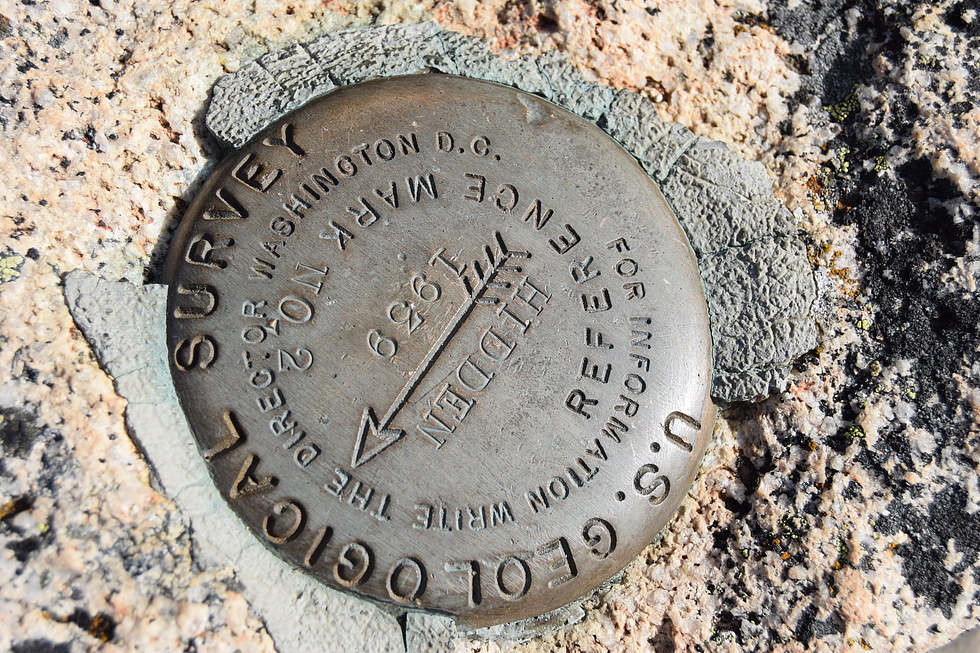 U.S. GEOLOGICAL SURVEY
FOR INFORMATION WRITE THE DIRECTOR WASHINGTON D.C.
REFERENCE MARK
NO 2
HIDDEN
1939